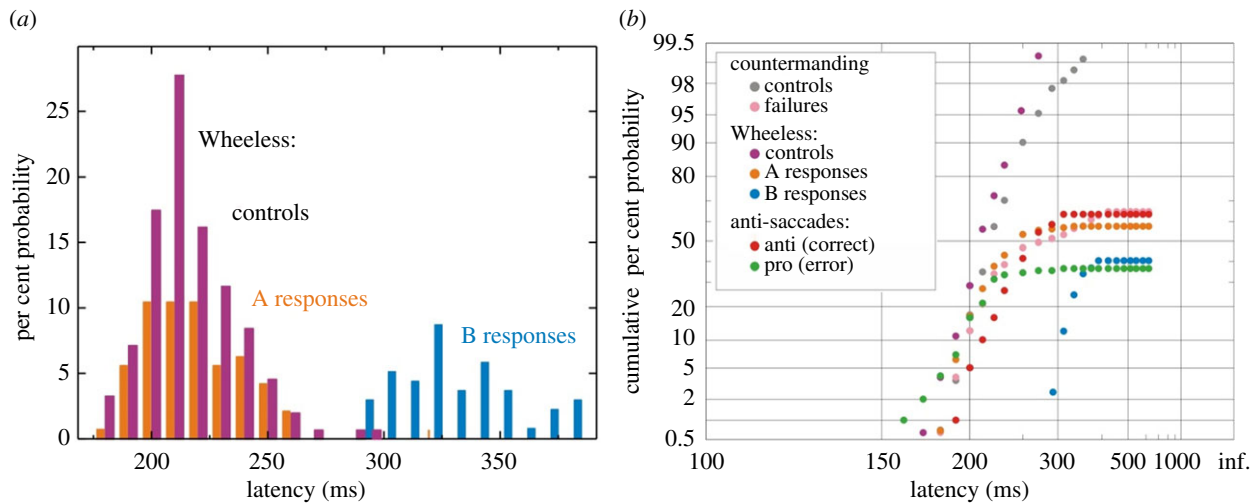 (a)
25
20
15
10
5
0
per cent probability
Wheeless:
controls
A responses
B responses
200
250
300
350
latency (ms)
(b)
99.5
98
95
90
80
50
20
10
5
2
0.5
cumulative per cent probability
countermanding
controls
failures
Wheeless:
controls
A responses
B responses
anti-saccades:
anti (correct)
pro (error)
100
150
200
300
500
1000
inf.
latency (ms)